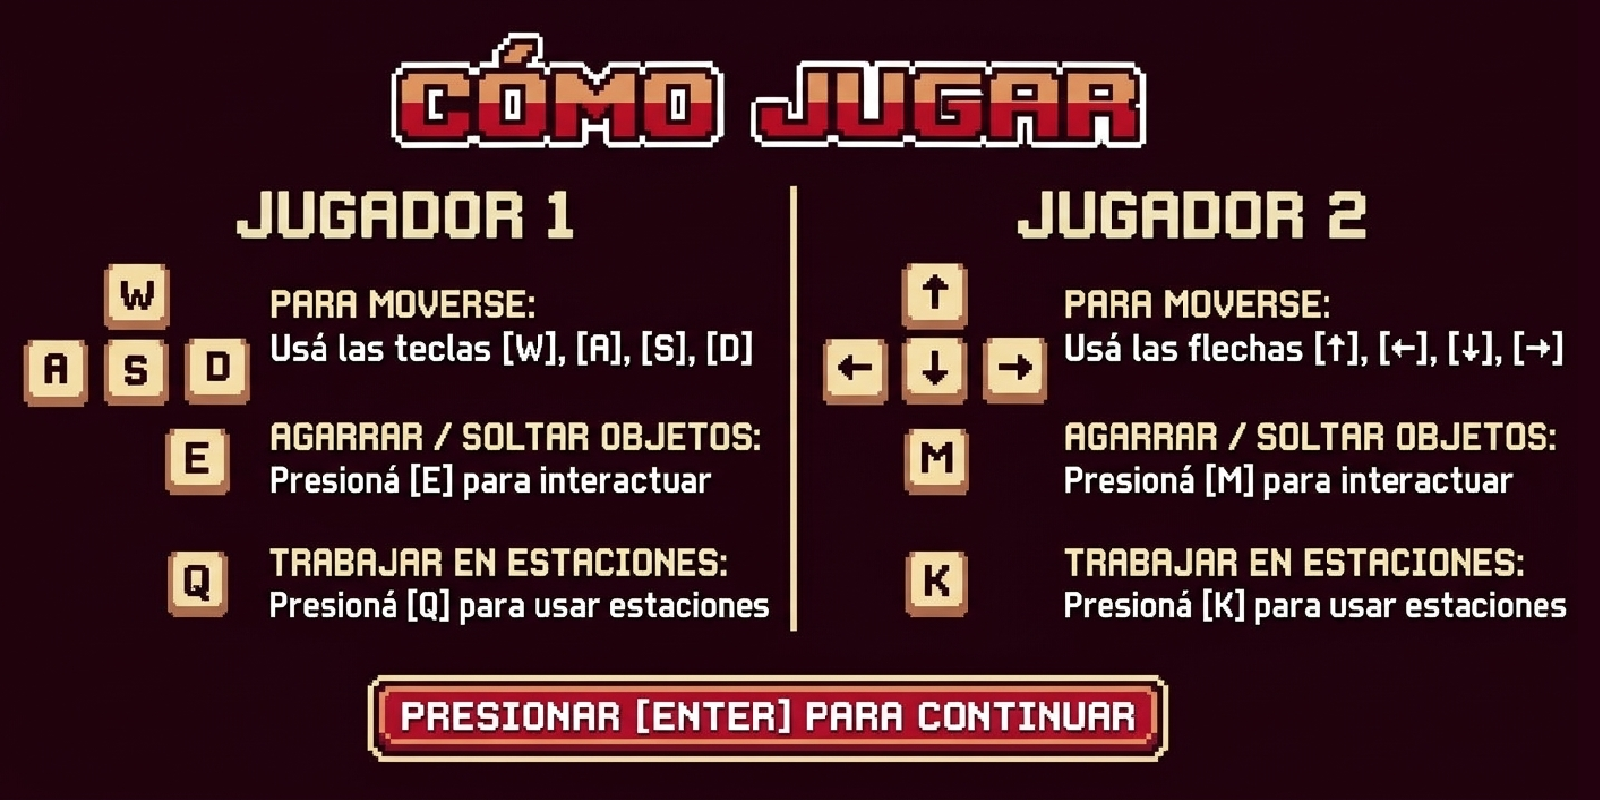 CÓMO JUGAR
JUGADOR 1
W
A S D
PARA MOVERSE:
Usá las teclas [W], [A], [S], [D]
E
AGARRAR / SOLTAR OBJETOS:
Presioná [E] para interactuar
Q
TRABAJAR EN ESTACIONES:
Presioná [Q] para usar estaciones
JUGADOR 2
↑
← ↓ →
PARA MOVERSE:
Usá las flechas [↑], [←], [↓], [→]
M
AGARRAR / SOLTAR OBJETOS:
Presioná [M] para interactuar
K
TRABAJAR EN ESTACIONES:
Presioná [K] para usar estaciones
PRESIONAR [ENTER] PARA CONTINUAR